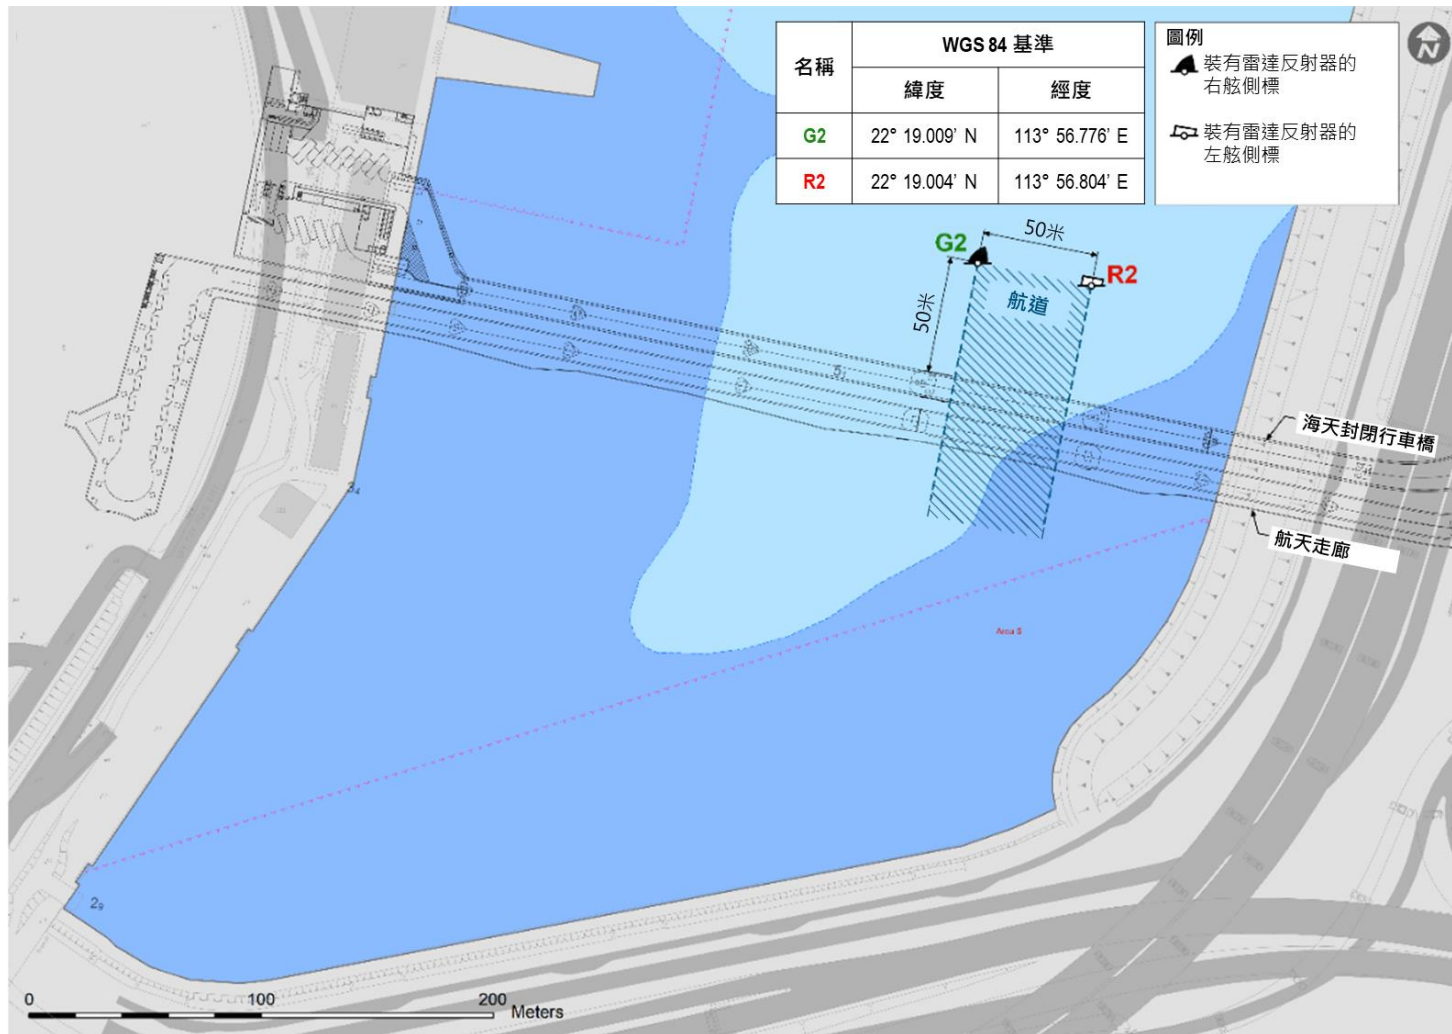 名稱
WGS 84 基準
緯度
經度
G2
22° 19.009' N
113° 56.776' E
R2
22° 19.004' N
113° 56.804' E
圖例
裝有雷達反射器的
右舷側標
裝有雷達反射器的
左舷側標
N
G2
50米
R2
50米
航道
海天封閉行車橋
航天走廊
Area S
0
100
200
Meters